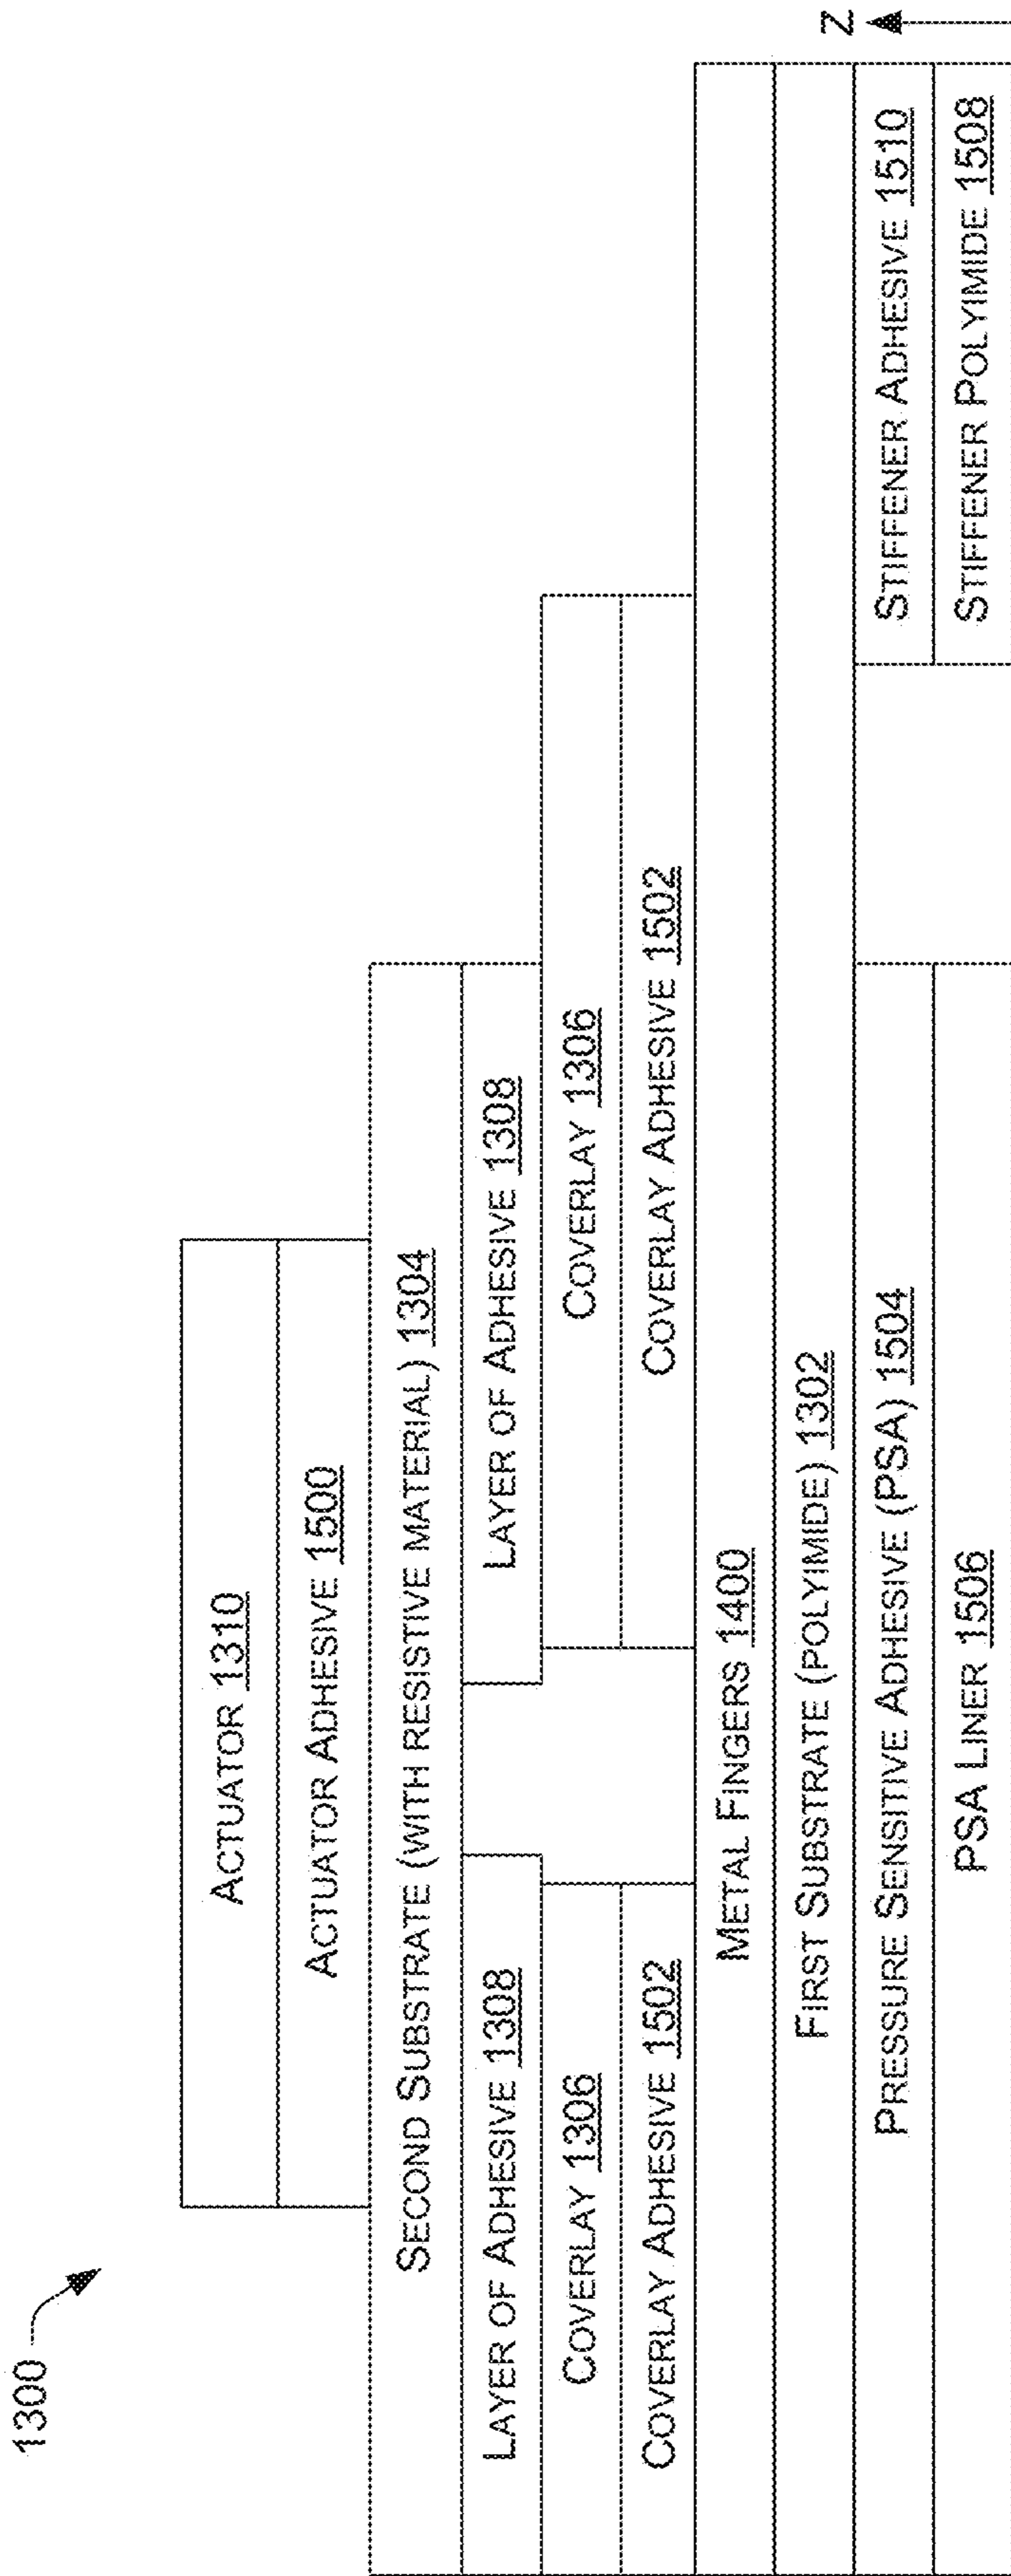 1300
ACTUATOR 1310
ACTUATOR ADHESIVE 1500
SECOND SUBSTRATE (WITH RESISTIVE MATERIAL) 1304
LAYER OF ADHESIVE 1308
LAYER OF ADHESIVE 1308
COVERLAY 1306
COVERLAY 1306
COVERLAY ADHESIVE 1502
COVERLAY ADHESIVE 1502
METAL FINGERS 1400
FIRST SUBSTRATE (POLYIMIDE) 1302
PRESSURE SENSITIVE ADHESIVE (PSA) 1504
STIFFENER ADHESIVE 1510
PSA LINER 1506
STIFFENER POLYIMIDE 1508
Z